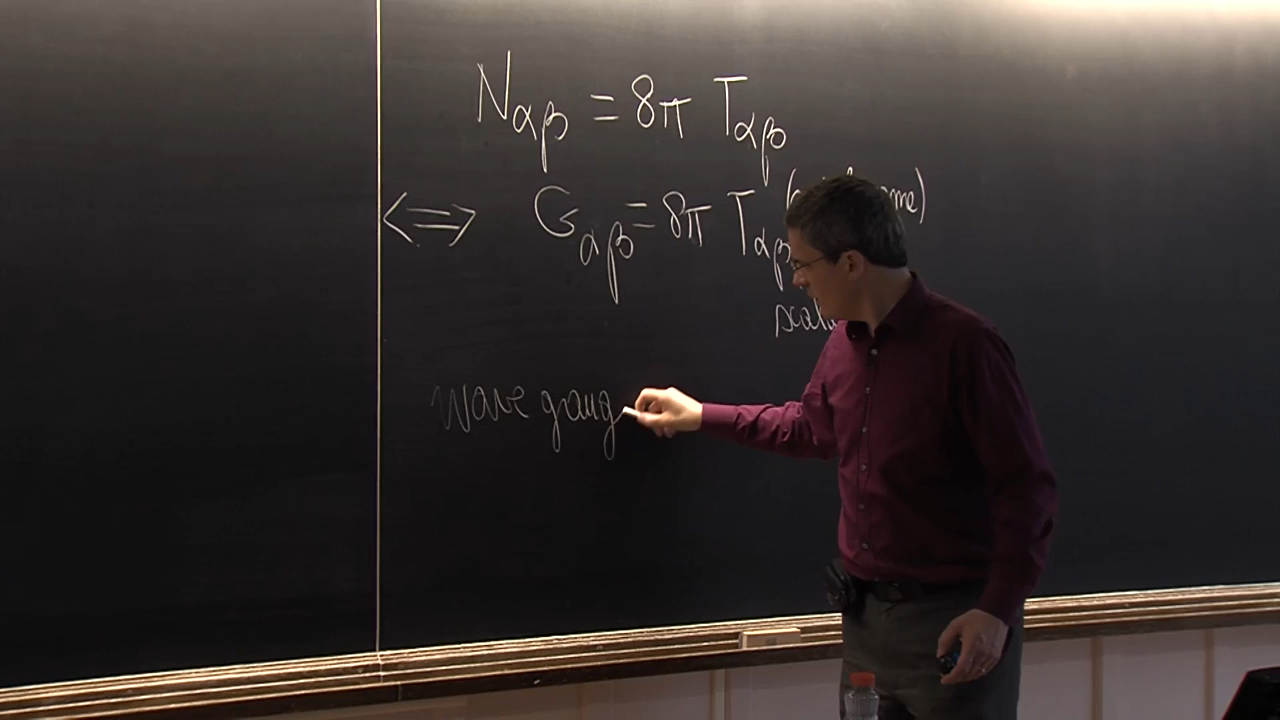 Nαβ = 8π Tαβ
<=> Gαβ = 8π Tαβ
wave gaug